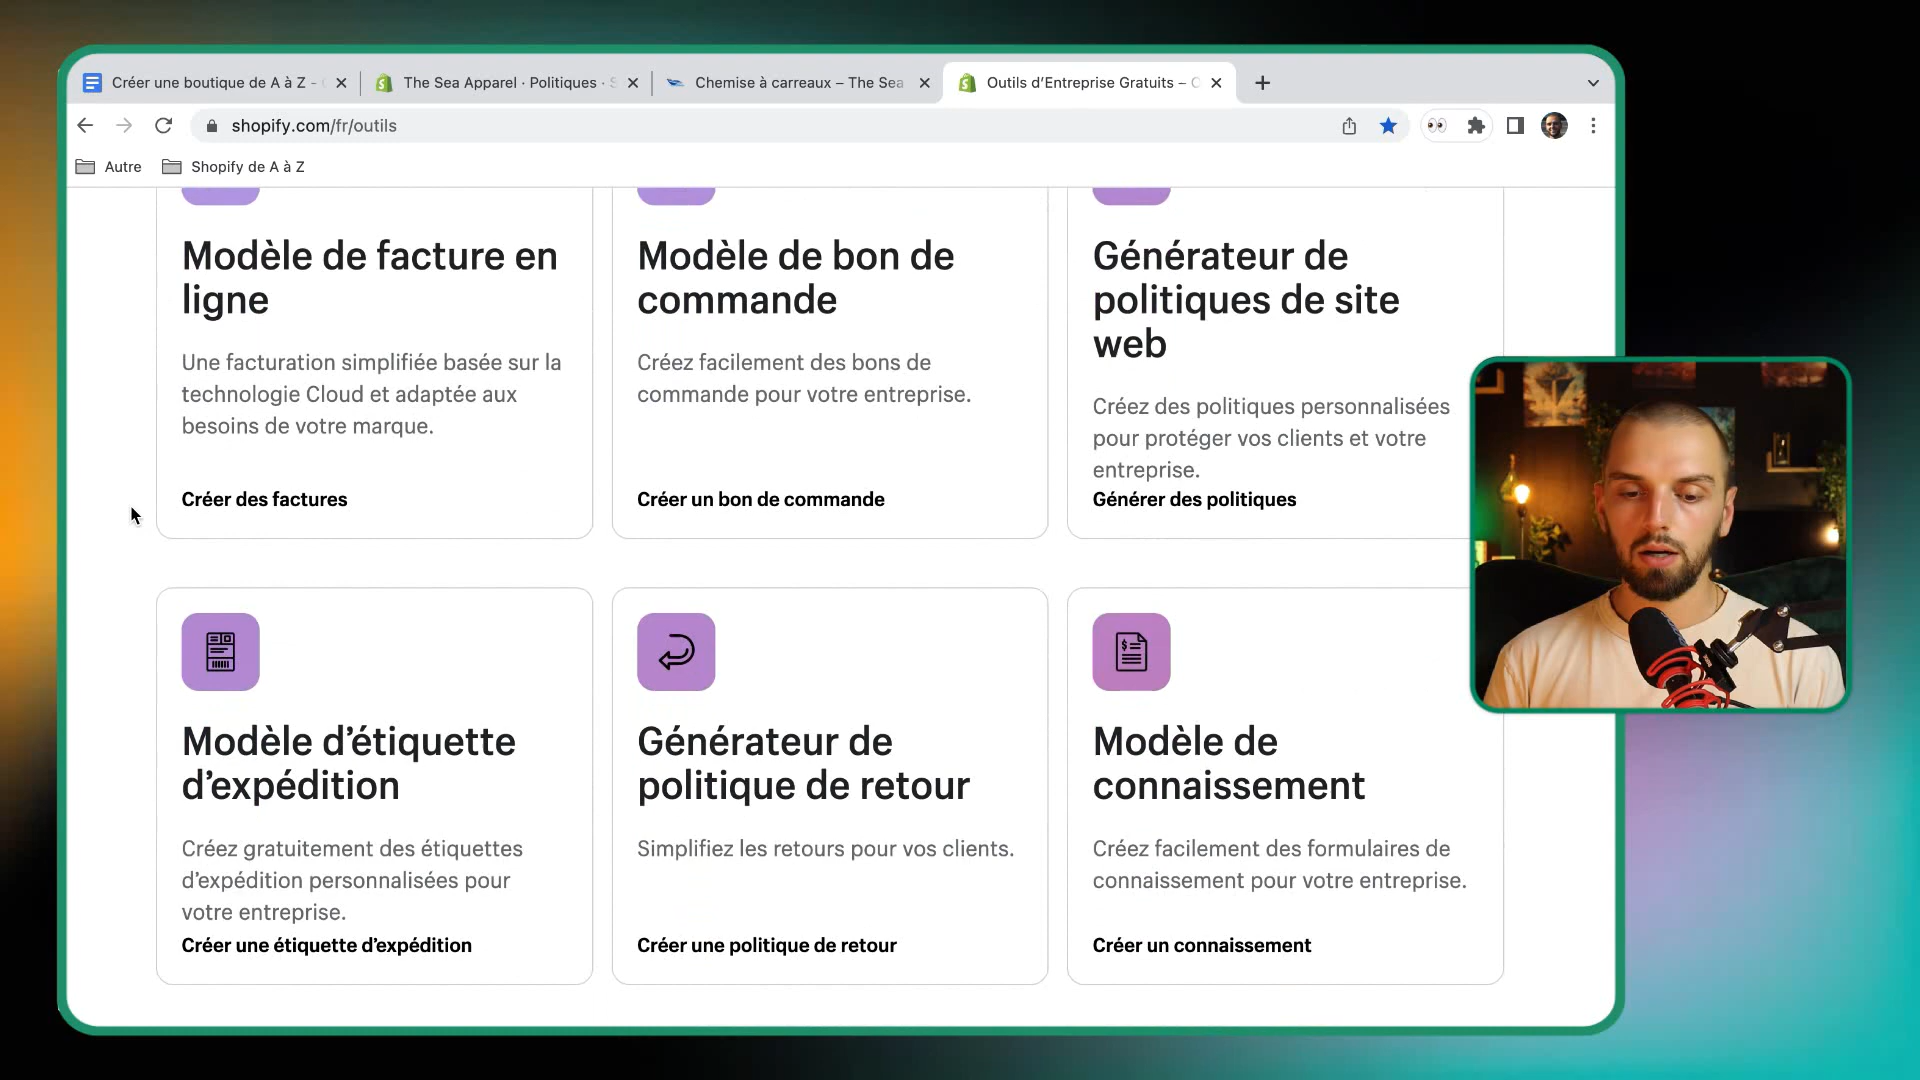 Créer une boutique de A à Z -
The Sea Apparel · Politiques ·
Chemise à carreaux – The Sea
Outils d’Entreprise Gratuits –
shopify.com/fr/outils
Autre
Shopify de A à Z
Modèle de facture en
ligne
Une facturation simplifiée basée sur la
technologie Cloud et adaptée aux
besoins de votre marque.
Créer des factures
Modèle de bon de
commande
Créez facilement des bons de
commande pour votre entreprise.
Créer un bon de commande
Générateur de
politiques de site
web
Créez des politiques personnalisées
pour protéger vos clients et votre
entreprise.
Générer des politiques
Modèle d’étiquette
d’expédition
Créez gratuitement des étiquettes
d’expédition personnalisées pour
votre entreprise.
Créer une étiquette d’expédition
Générateur de
politique de retour
Simplifiez les retours pour vos clients.
Créer une politique de retour
Modèle de
connaissement
Créez facilement des formulaires de
connaissement pour votre entreprise.
Créer un connaissement